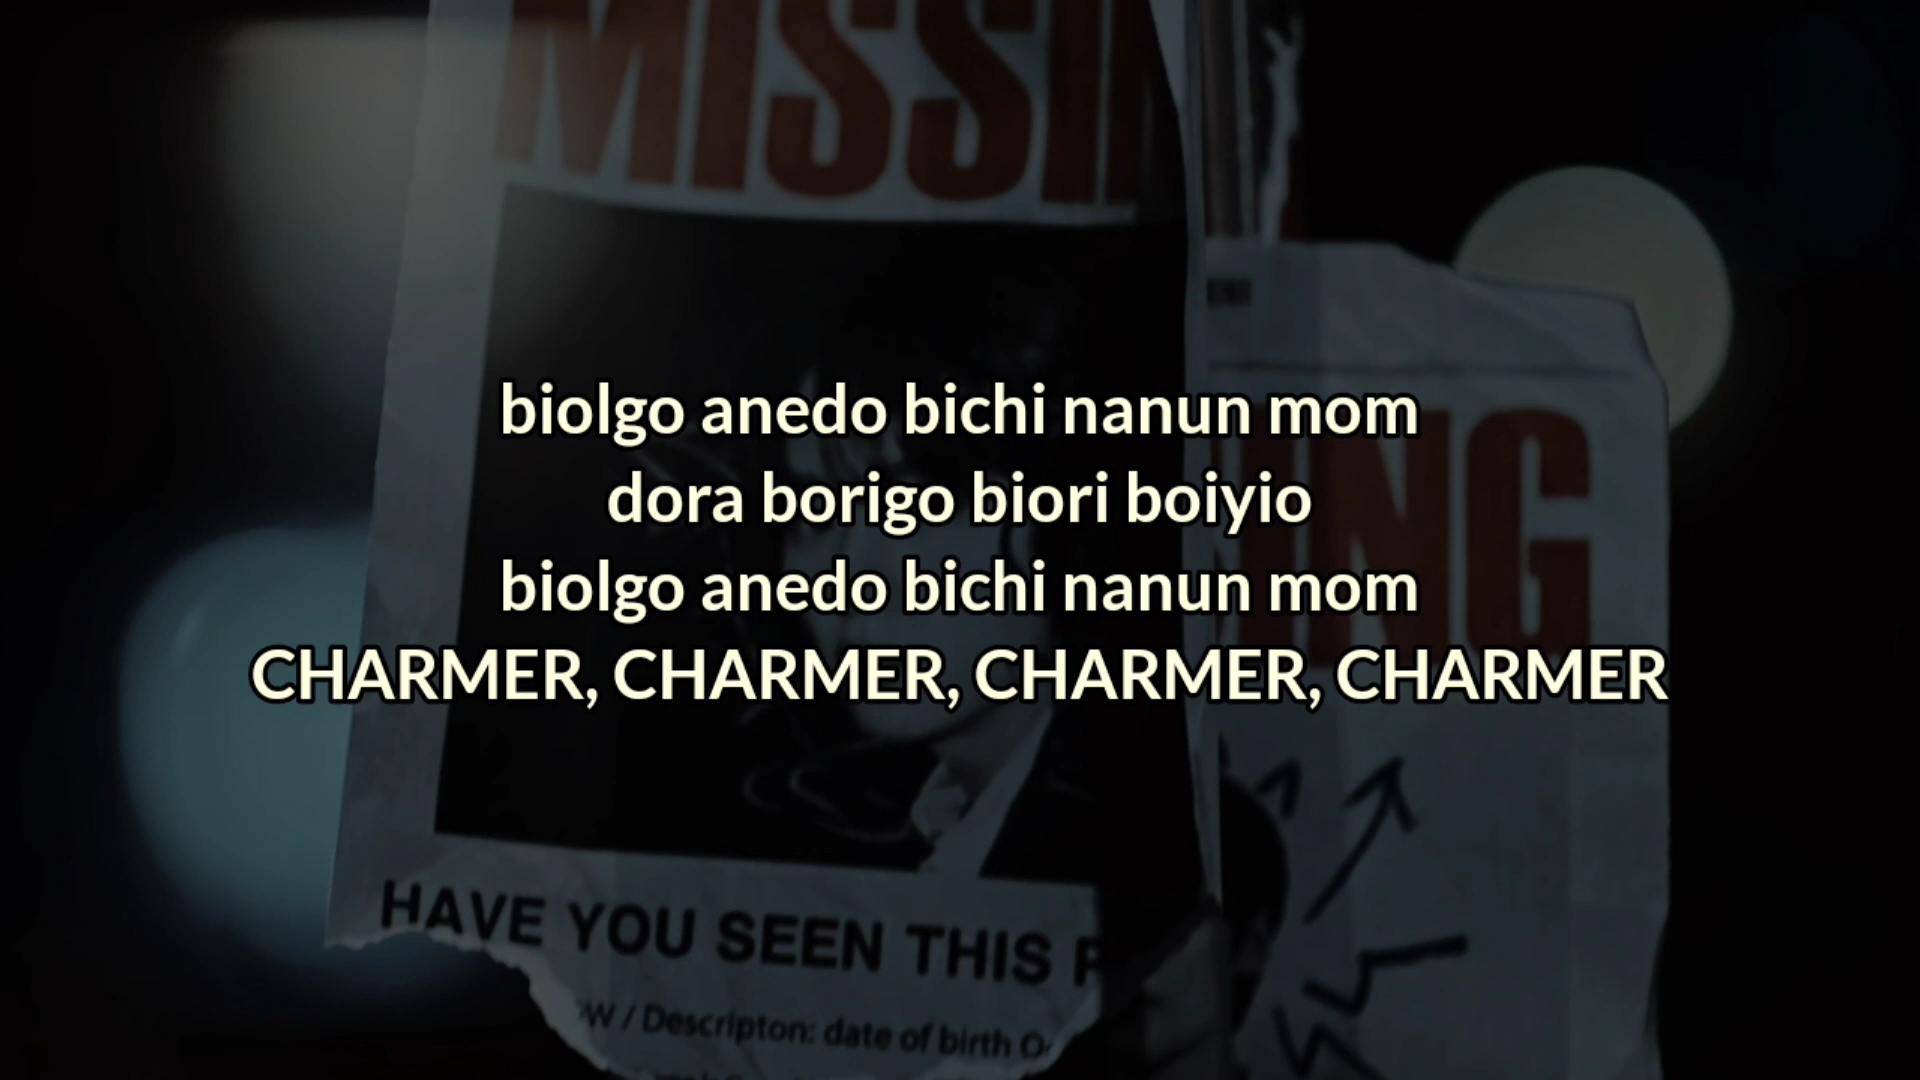 MISSI
biolgo anedo bichi nanun mom
dora borigo biori boiyio
biolgo anedo bichi nanun mom
CHARMER, CHARMER, CHARMER, CHARMER
ING
HAVE YOU SEEN THIS
/ Descripton: date of birth